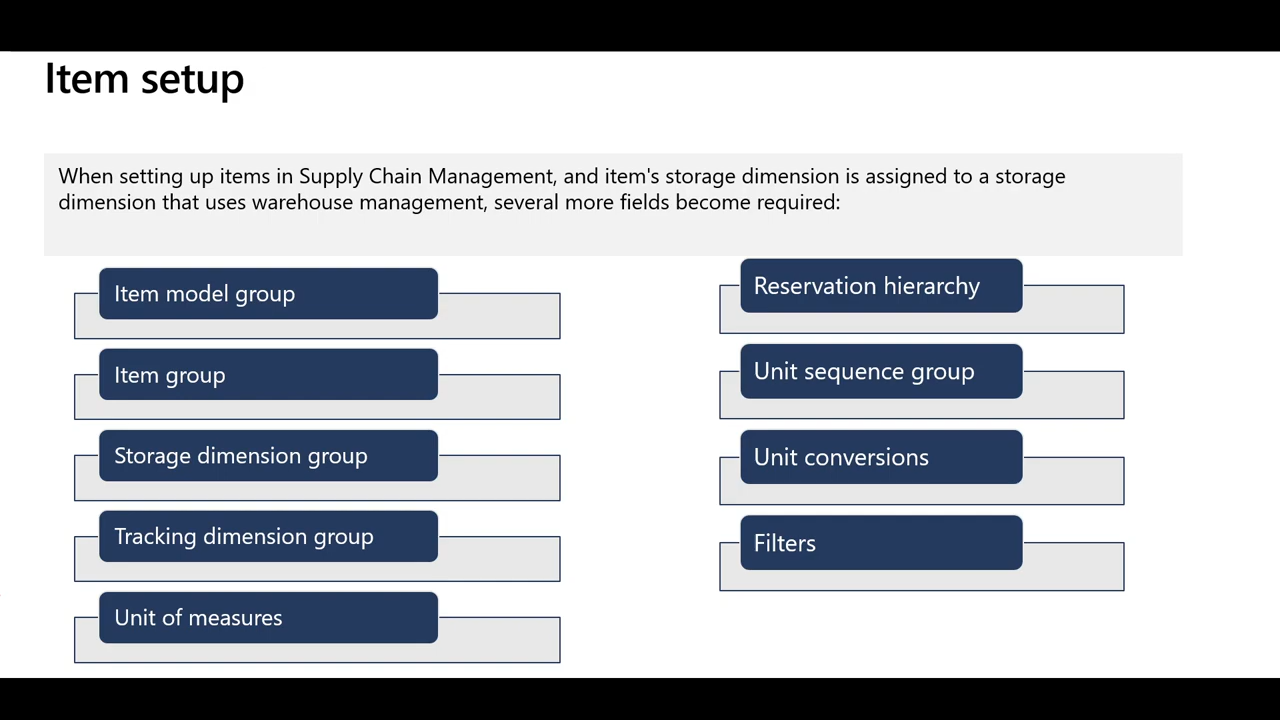 Item setup
When setting up items in Supply Chain Management, and item's storage dimension is assigned to a storage
dimension that uses warehouse management, several more fields become required:
Item model group
Item group
Storage dimension group
Tracking dimension group
Unit of measures
Reservation hierarchy
Unit sequence group
Unit conversions
Filters